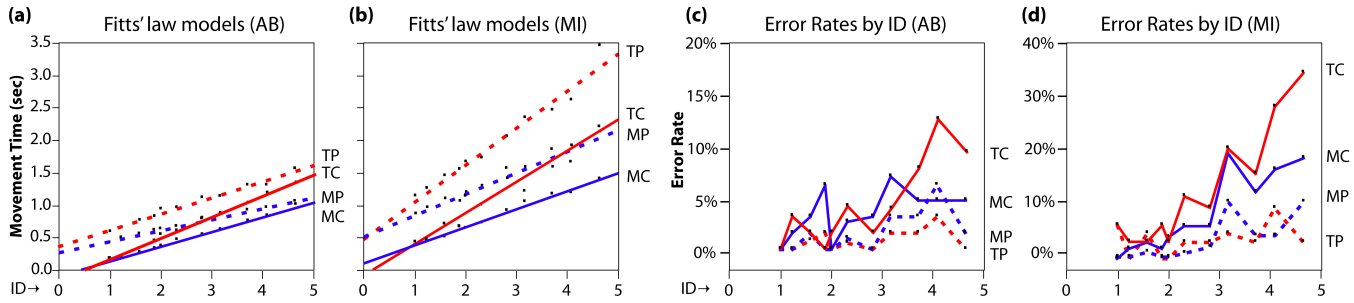 (a) Fitts' law models (AB)
Movement Time (sec)
3.5
3.0
2.5
2.0
1.5
1.0
0.5
0.0
TP
TC
MP
MC
ID→ 0 1 2 3 4 5
(b) Fitts' law models (MI)
TP
TC
MP
MC
0 1 2 3 4 5
(c) Error Rates by ID (AB)
Error Rate
20%
15%
10%
5%
0%
TC
MC
MP
TP
ID→ 0 1 2 3 4 5
(d) Error Rates by ID (MI)
40%
30%
20%
10%
0%
TC
MC
MP
TP
0 1 2 3 4 5